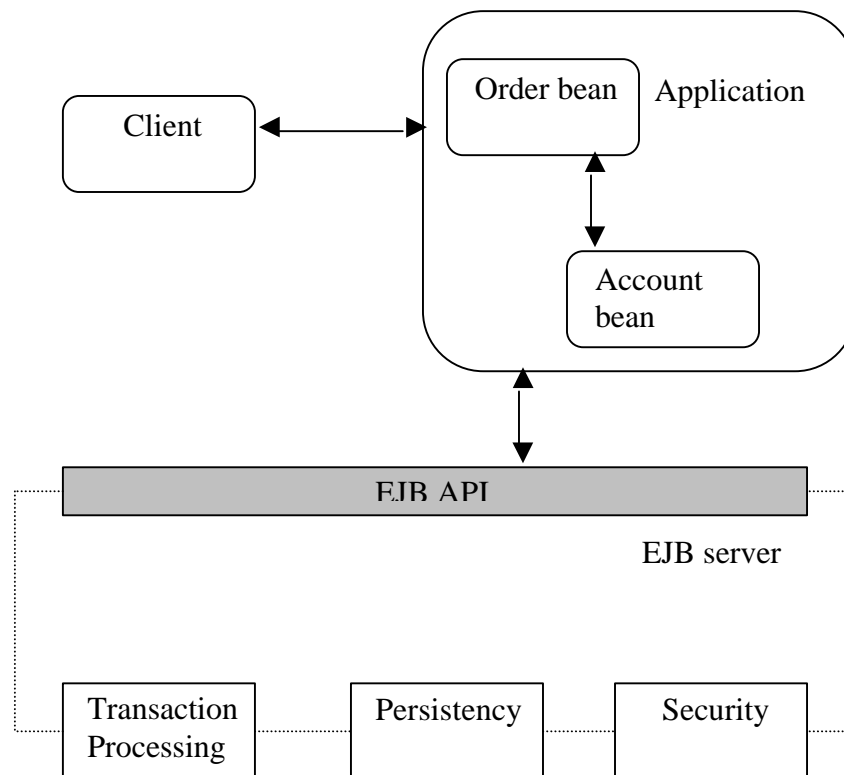 Order bean
Application
Client
Account
bean
EJB API
EJB server
Transaction
Processing
Persistency
Security